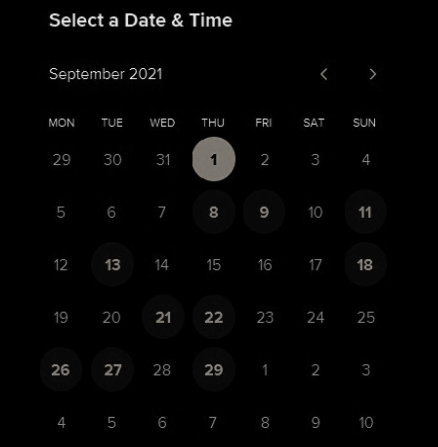 Select a Date & Time
September 2021 < >
MON TUE WED THU FRI SAT SUN
29 30 31 1 2 3 4
5 6 7 8 9 10 11
12 13 14 15 16 17 18
19 20 21 22 23 24 25
26 27 28 29 1 2 3
4 5 6 7 8 9 10